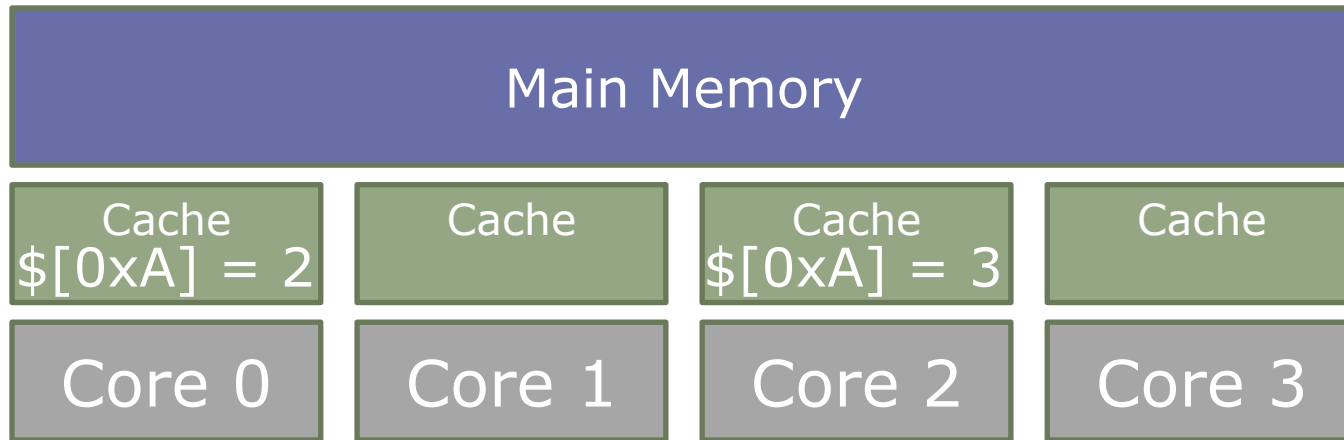 Main Memory
Cache
$[0xA] = 2
Cache
Cache
$[0xA] = 3
Cache
Core 0
Core 1
Core 2
Core 3